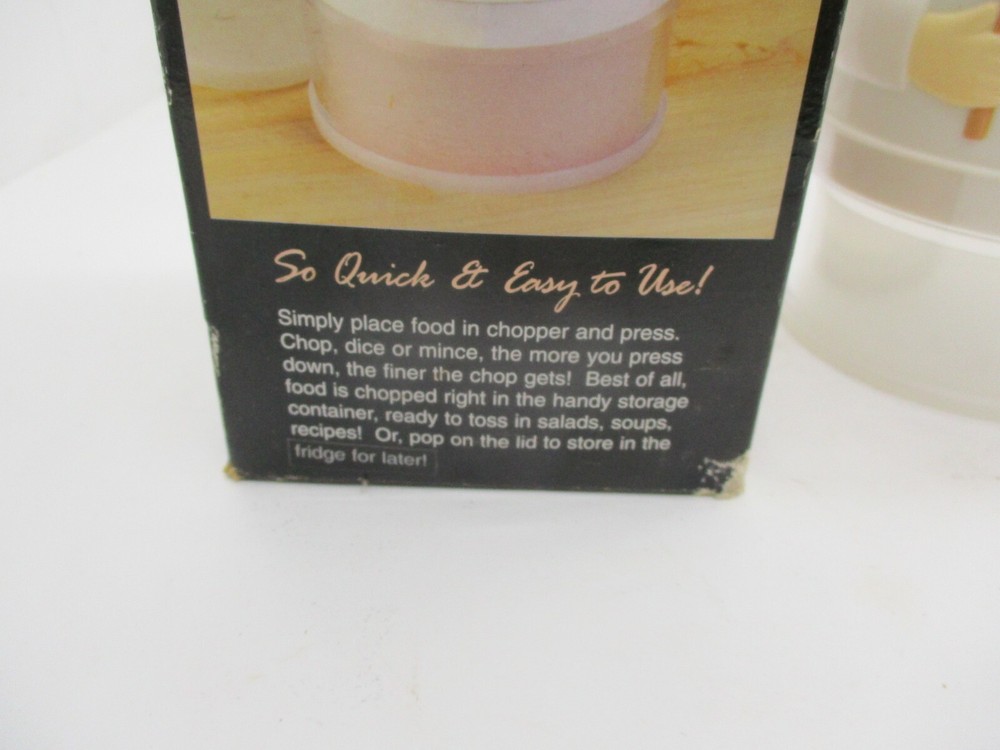 So Quick & Easy to Use!
Simply place food in chopper and press.
Chop, dice or mince, the more you press
down, the finer the chop gets! Best of all,
food is chopped right in the handy storage
container, ready to toss in salads, soups,
recipes! Or, pop on the lid to store in the
fridge for later!